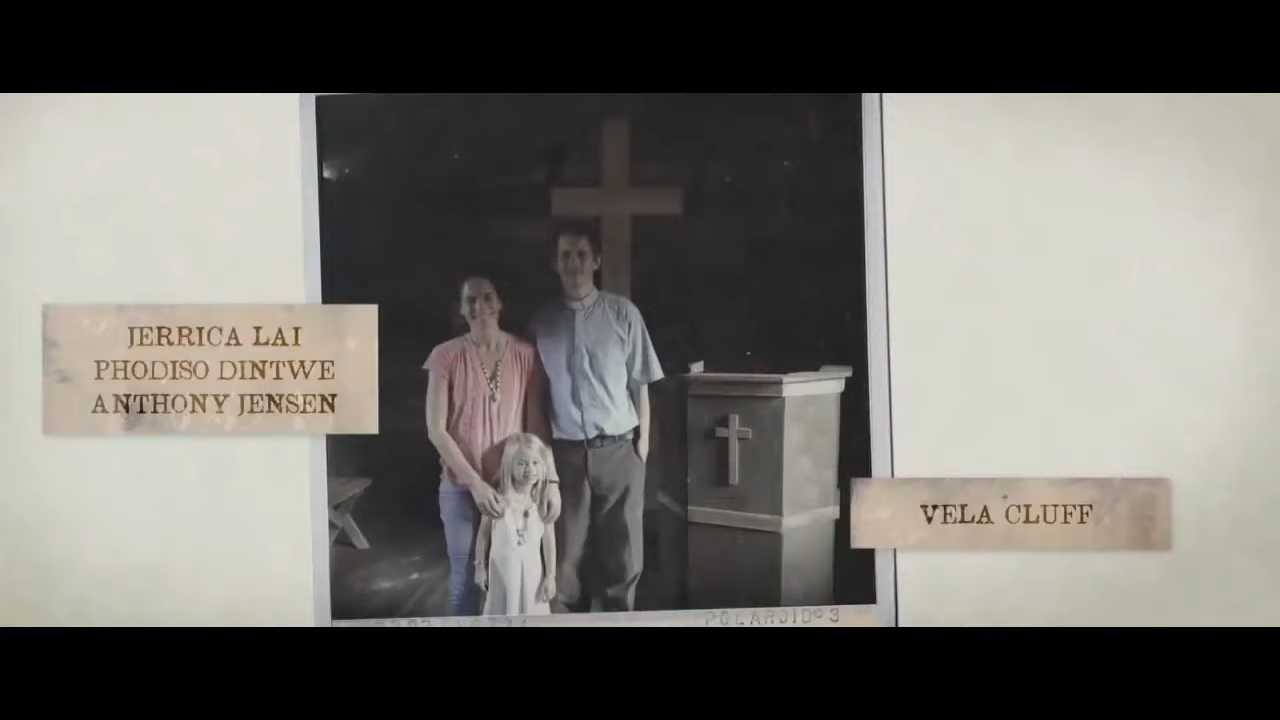 JERRICA LAI
PHODISO DINTWE
ANTHONY JENSEN
VELA CLUFF
POLAROID®3